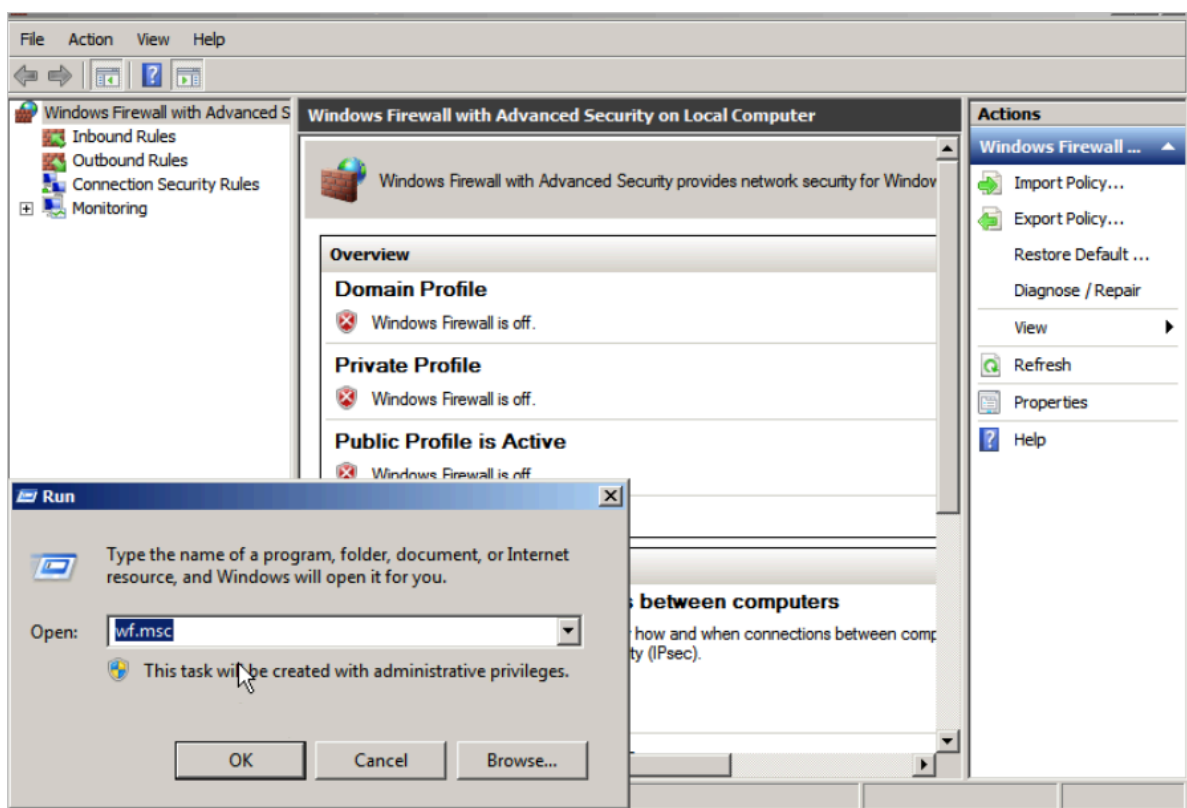 File Action View Help
Windows Firewall with Advanced S
Inbound Rules
Outbound Rules
Connection Security Rules
Monitoring
Windows Firewall with Advanced Security on Local Computer
Windows Firewall with Advanced Security provides network security for Window
Overview
Domain Profile
Windows Firewall is off.
Private Profile
Windows Firewall is off.
Public Profile is Active
Windows Firewall is off
s between computers
how and when connections between comp
ty (IPsec).
Actions
Windows Firewall ...
Import Policy...
Export Policy...
Restore Default ...
Diagnose / Repair
View
Refresh
Properties
Help
Run
Type the name of a program, folder, document, or Internet
resource, and Windows will open it for you.
Open: wf.msc
This task will be created with administrative privileges.
OK Cancel Browse...